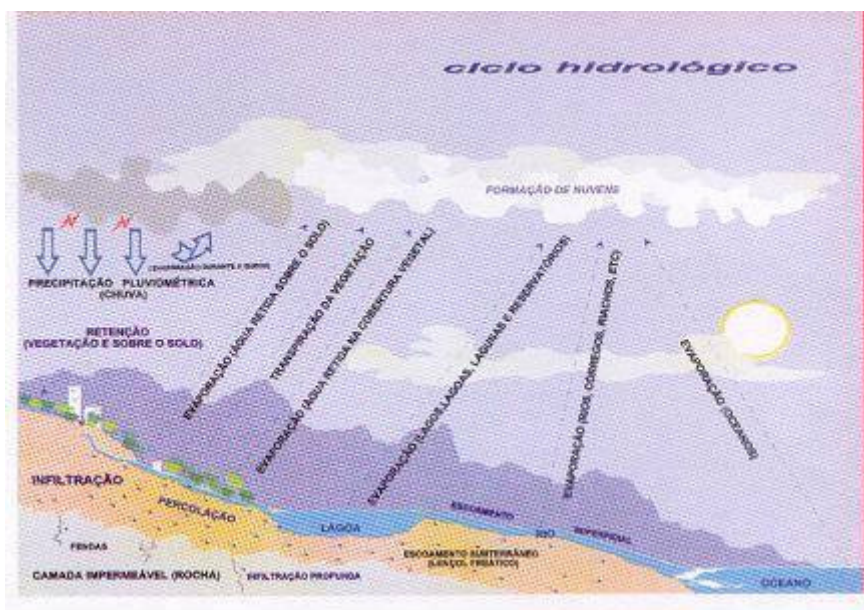 ciclo hidrológico
FORMAÇÃO DE NUVENS
PRECIPITAÇÃO PLUVIOMÉTRICA
(CHUVA)
RETENÇÃO
(VEGETAÇÃO E SOBRE O SOLO)
EVAPORAÇÃO (ÁGUA RETIDA SOBRE O SOLO)
TRANSPIRAÇÃO DA VEGETAÇÃO
EVAPORAÇÃO (ÁGUA RETIDA NA COBERTURA VEGETAL)
EVAPORAÇÃO (LAGOS,LAGOAS, LAGUNAS E RESERVATÓRIOS)
EVAPORAÇÃO (RIOS, CÓRREGOS, RIACHOS, ETC)
EVAPORAÇÃO (OCEANOS)
INFILTRAÇÃO
PERCOLAÇÃO
LAGOA
ESCOAMENTO
RIO
SUPERFICIAL
FENDAS
ESCOAMENTO SUBTERRÂNEO
(LENÇOL FREÁTICO)
CAMADA IMPERMEÁVEL (ROCHA)
INFILTRAÇÃO PROFUNDA
OCEANO